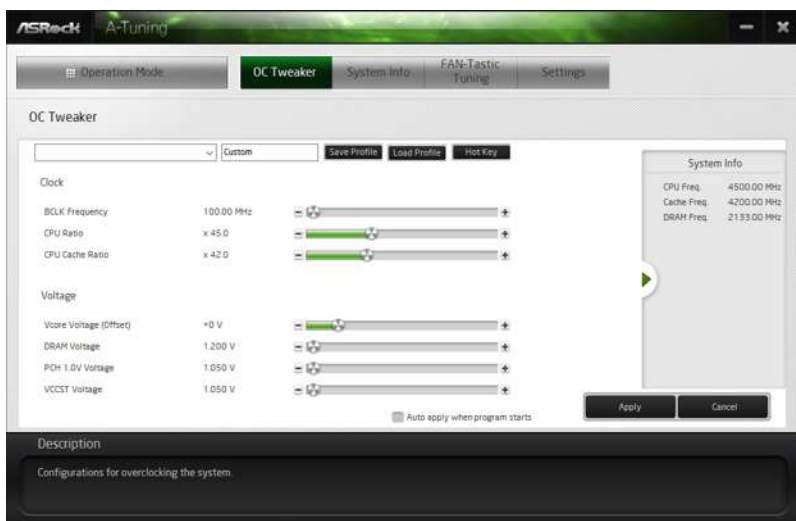 ASRock A-Tuning
Operation Mode OC Tweaker System Info FAN-Tastic Tuning Settings
OC Tweaker
Custom Save Profile Load Profile Hot Key
System Info
Clock
CPU Freq. 4500.00 MHz
Cache Freq. 4200.00 MHz
DRAM Freq. 2133.00 MHz
BCLK Frequency 100.00 MHz
CPU Ratio x 45.0
CPU Cache Ratio x 42.0
Voltage
Vcore Voltage (Offset) +0 V
DRAM Voltage 1.200 V
PCH 1.0V Voltage 1.050 V
VCCST Voltage 1.050 V
Auto apply when program starts
Apply Cancel
Description
Configurations for overclocking the system.